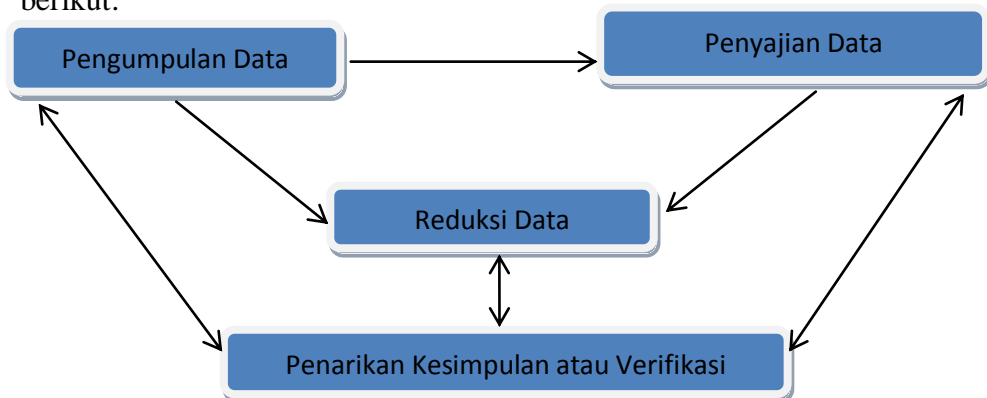 berikut:
Pengumpulan Data
Penyajian Data
Reduksi Data
Penarikan Kesimpulan atau Verifikasi